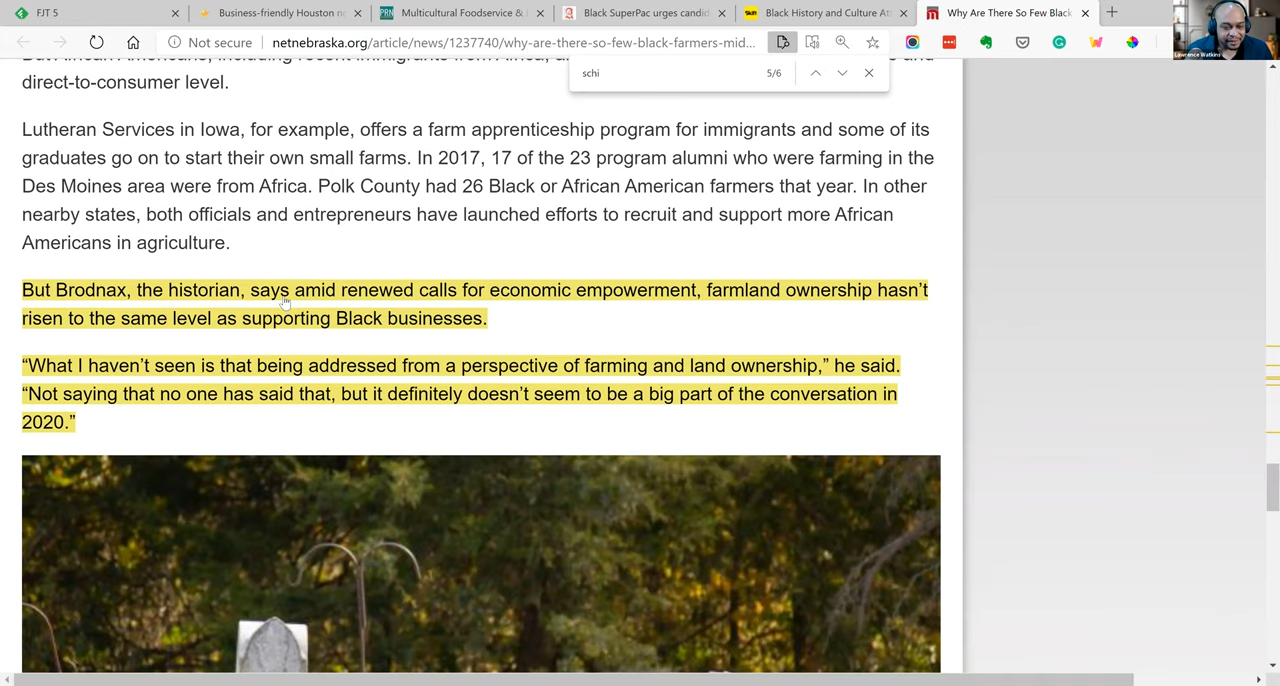 FJT 5
Business-friendly Houston n
Multicultural Foodservice &
Black SuperPac urges candid
Black History and Culture At
Why Are There So Few Black
Not secure
netnebraska.org/article/news/1237740/why-are-there-so-few-black-farmers-mid...
Lawrence Watkins
schi
5/6
direct-to-consumer level.
Lutheran Services in Iowa, for example, offers a farm apprenticeship program for immigrants and some of its
graduates go on to start their own small farms. In 2017, 17 of the 23 program alumni who were farming in the
Des Moines area were from Africa. Polk County had 26 Black or African American farmers that year. In other
nearby states, both officials and entrepreneurs have launched efforts to recruit and support more African
Americans in agriculture.
But Brodnax, the historian, says amid renewed calls for economic empowerment, farmland ownership hasn’t
risen to the same level as supporting Black businesses.
“What I haven’t seen is that being addressed from a perspective of farming and land ownership,” he said.
“Not saying that no one has said that, but it definitely doesn’t seem to be a big part of the conversation in
2020.”